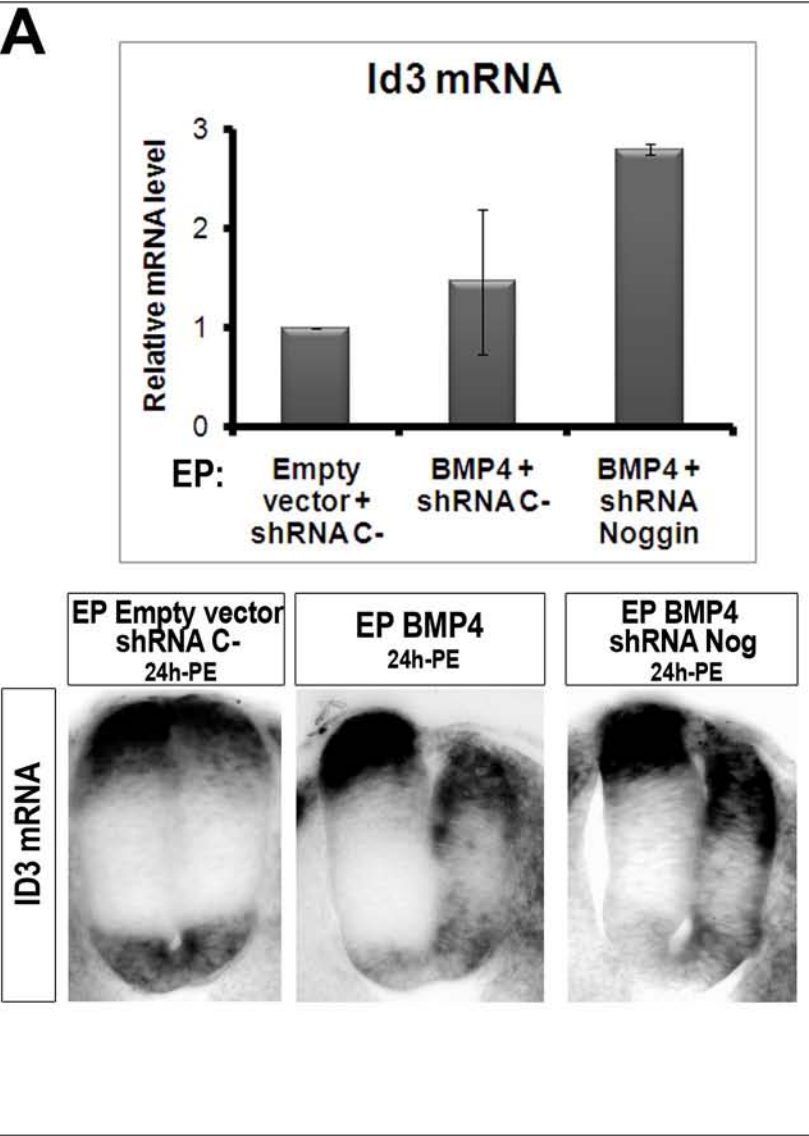 A
Id3 mRNA
Relative mRNA level
3
2
1
0
EP:
Empty
vector+
shRNA C-
BMP4 +
shRNA C-
BMP4 +
shRNA
Noggin
EP Empty vector
shRNA C-
24h-PE
EP BMP4
24h-PE
EP BMP4
shRNA Nog
24h-PE
ID3 mRNA